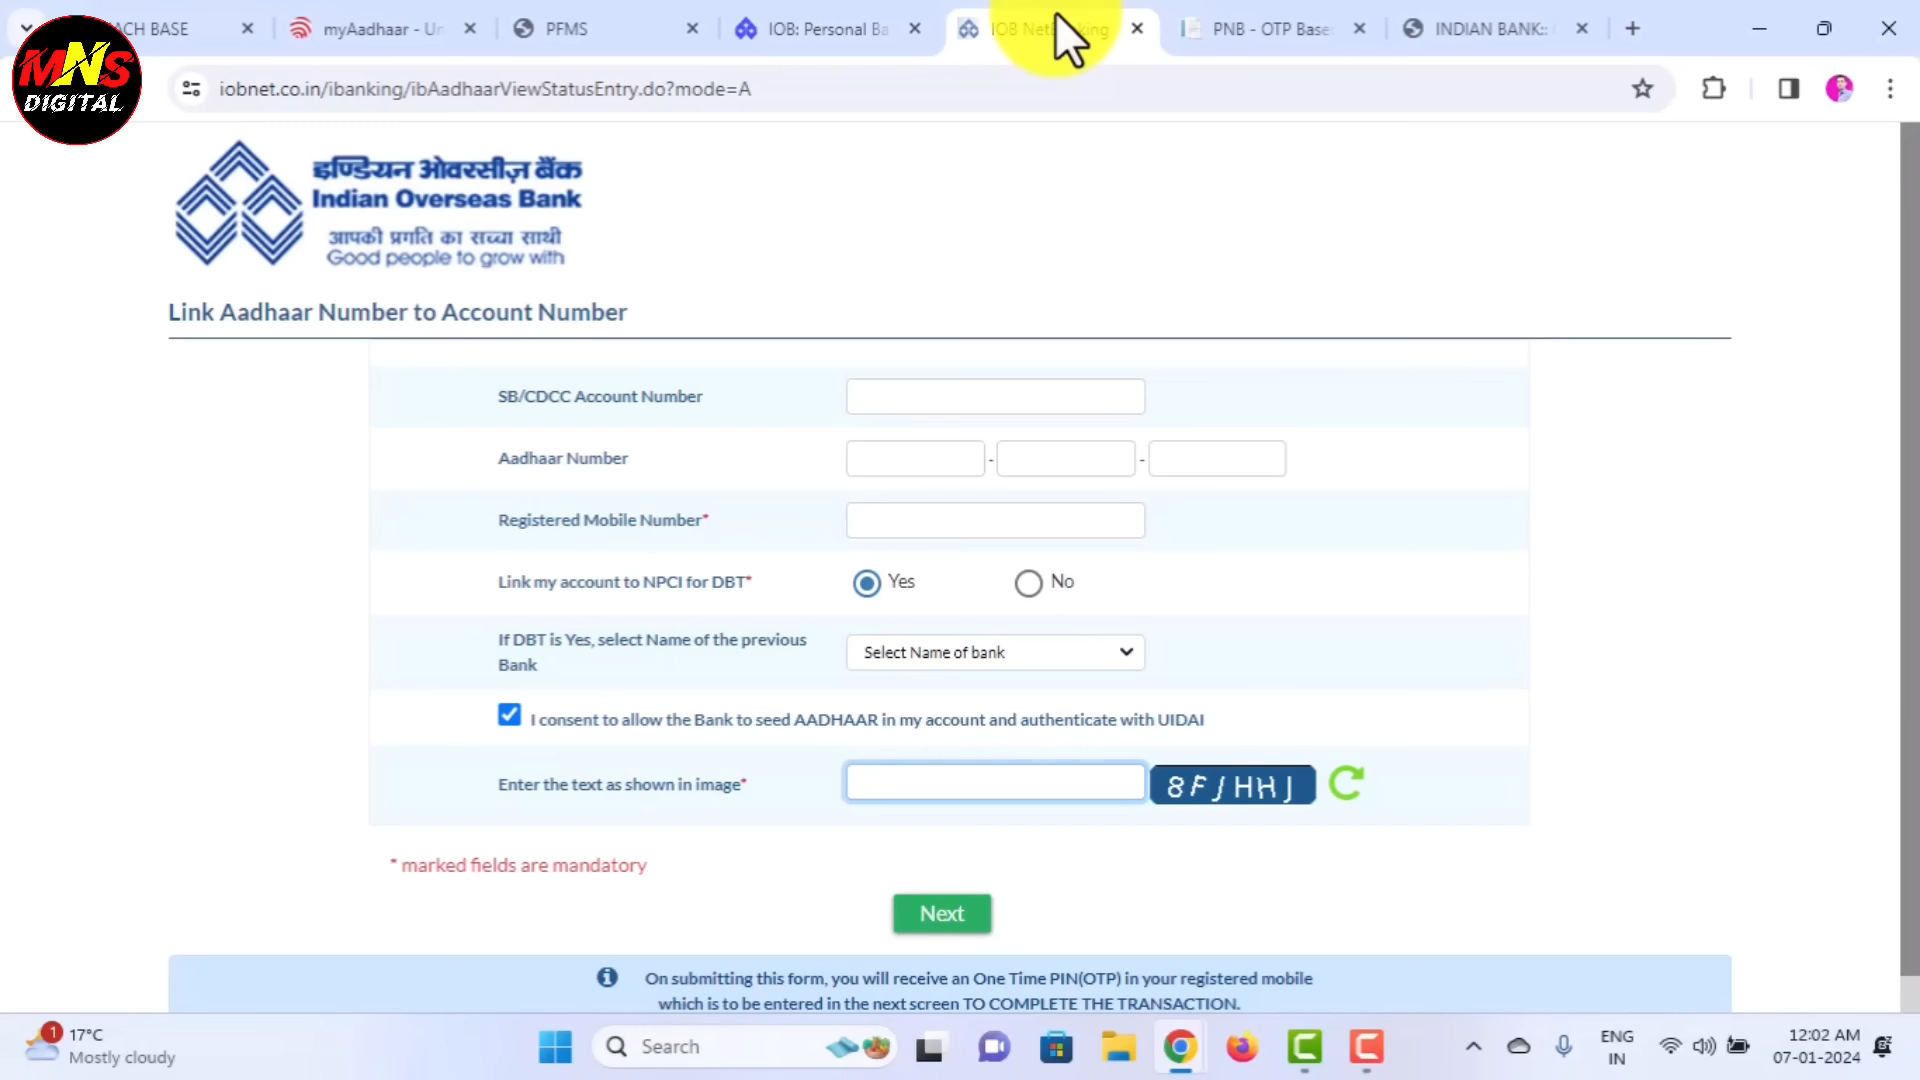 ACH BASE
myAadhaar - Un
PFMS
IOB: Personal Ba
IOB NetBanking
PNB - OTP Base
INDIAN BANK::
MNS
DIGITAL
iobnet.co.in/ibanking/ibAadhaarViewStatusEntry.do?mode=A
इण्डियन ओवरसीज़ बैंक
Indian Overseas Bank
आपकी प्रगति का सच्चा साथी
Good people to grow with
Link Aadhaar Number to Account Number
SB/CDCC Account Number
Aadhaar Number - -
Registered Mobile Number*
Link my account to NPCI for DBT* Yes No
If DBT is Yes, select Name of the previous
Bank
Select Name of bank
I consent to allow the Bank to seed AADHAAR in my account and authenticate with UIDAI
Enter the text as shown in image* 8FJHHJ
* marked fields are mandatory
Next
On submitting this form, you will receive an One Time PIN(OTP) in your registered mobile
which is to be entered in the next screen TO COMPLETE THE TRANSACTION.
1
17°C
Mostly cloudy
Search
ENG
IN
12:02 AM
07-01-2024